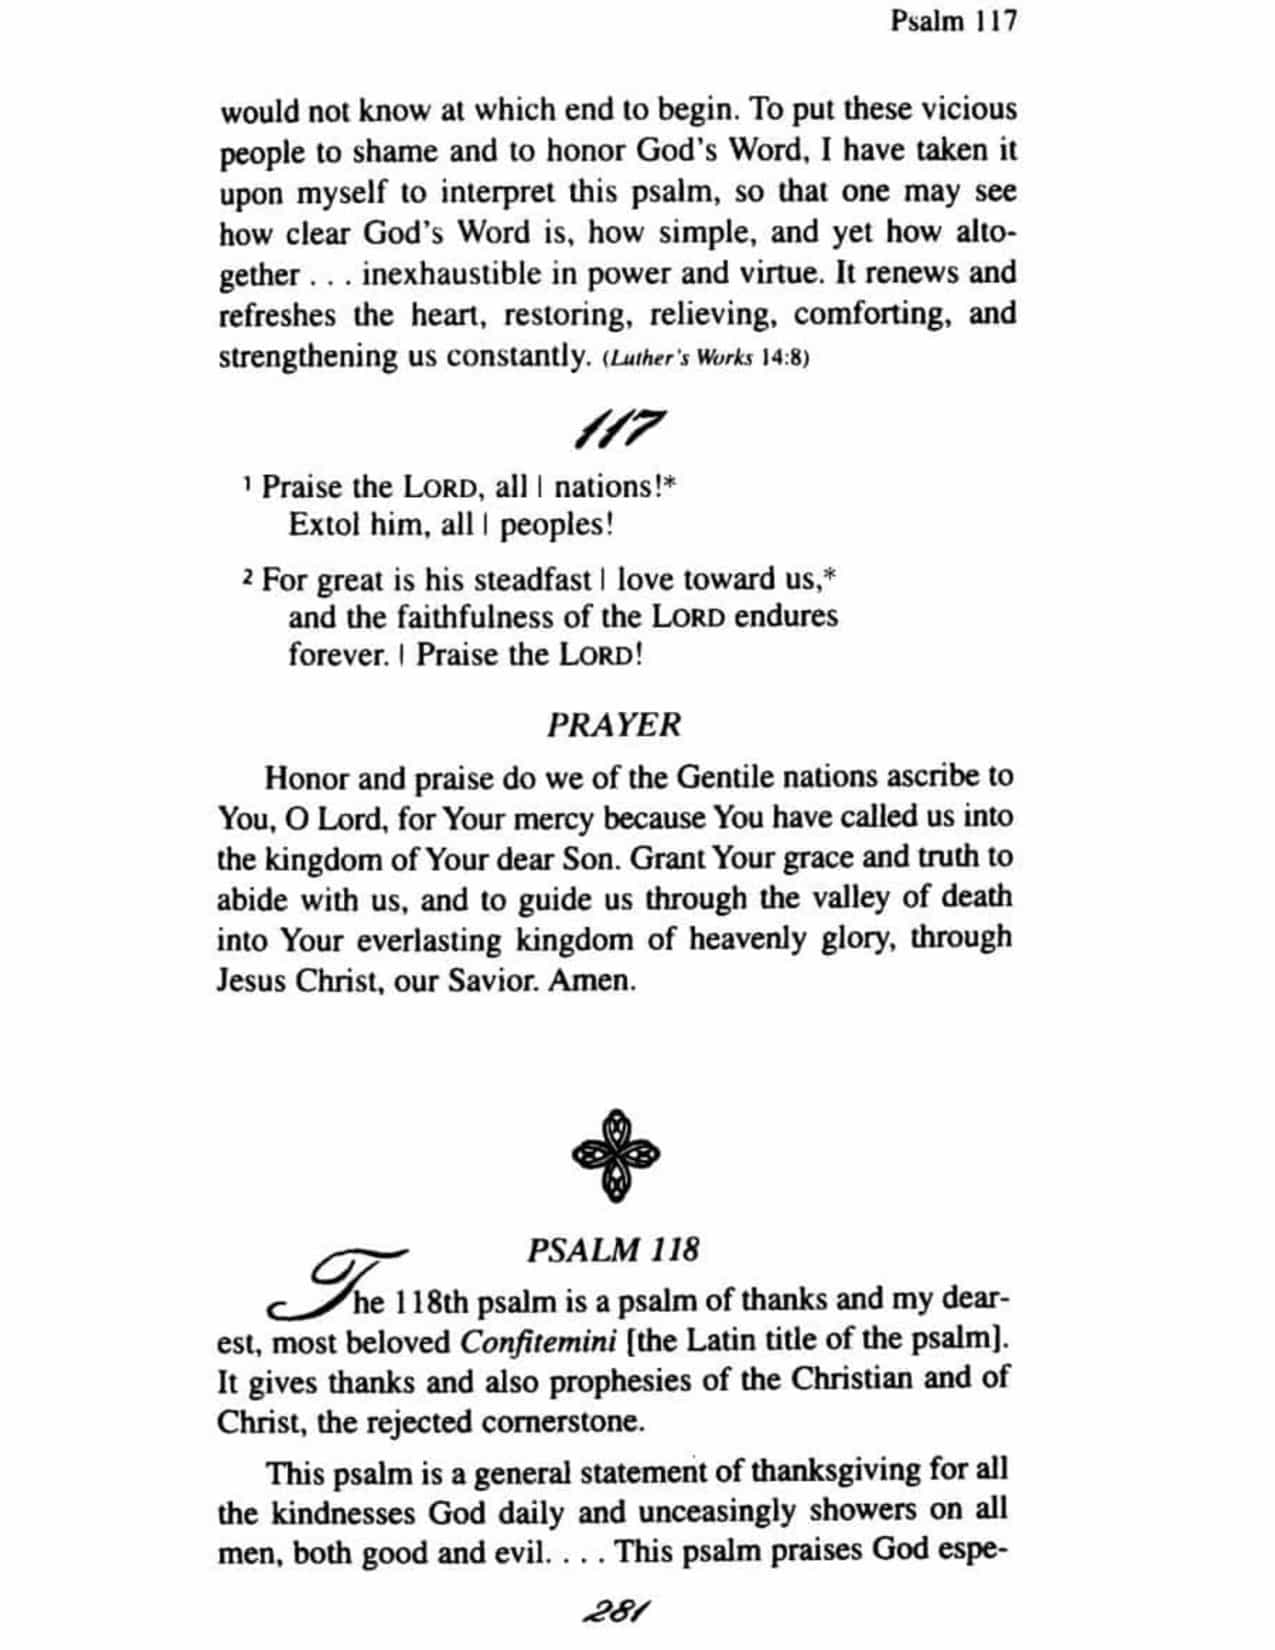 Psalm 117
would not know at which end to begin. To put these vicious
people to shame and to honor God's Word, I have taken it
upon myself to interpret this psalm, so that one may see
how clear God's Word is, how simple, and yet how alto-
gether . . . inexhaustible in power and virtue. It renews and
refreshes the heart, restoring, relieving, comforting, and
strengthening us constantly. (Luther's Works 14:8)
117
1 Praise the LORD, all | nations!*
Extol him, all | peoples!
2 For great is his steadfast | love toward us,*
and the faithfulness of the LORD endures
forever. | Praise the LORD!
PRAYER
Honor and praise do we of the Gentile nations ascribe to
You, O Lord, for Your mercy because You have called us into
the kingdom of Your dear Son. Grant Your grace and truth to
abide with us, and to guide us through the valley of death
into Your everlasting kingdom of heavenly glory, through
Jesus Christ, our Savior. Amen.
PSALM 118
The 118th psalm is a psalm of thanks and my dear-
est, most beloved Confitemini [the Latin title of the psalm].
It gives thanks and also prophesies of the Christian and of
Christ, the rejected cornerstone.
This psalm is a general statement of thanksgiving for all
the kindnesses God daily and unceasingly showers on all
men, both good and evil. . . . This psalm praises God espe-
281